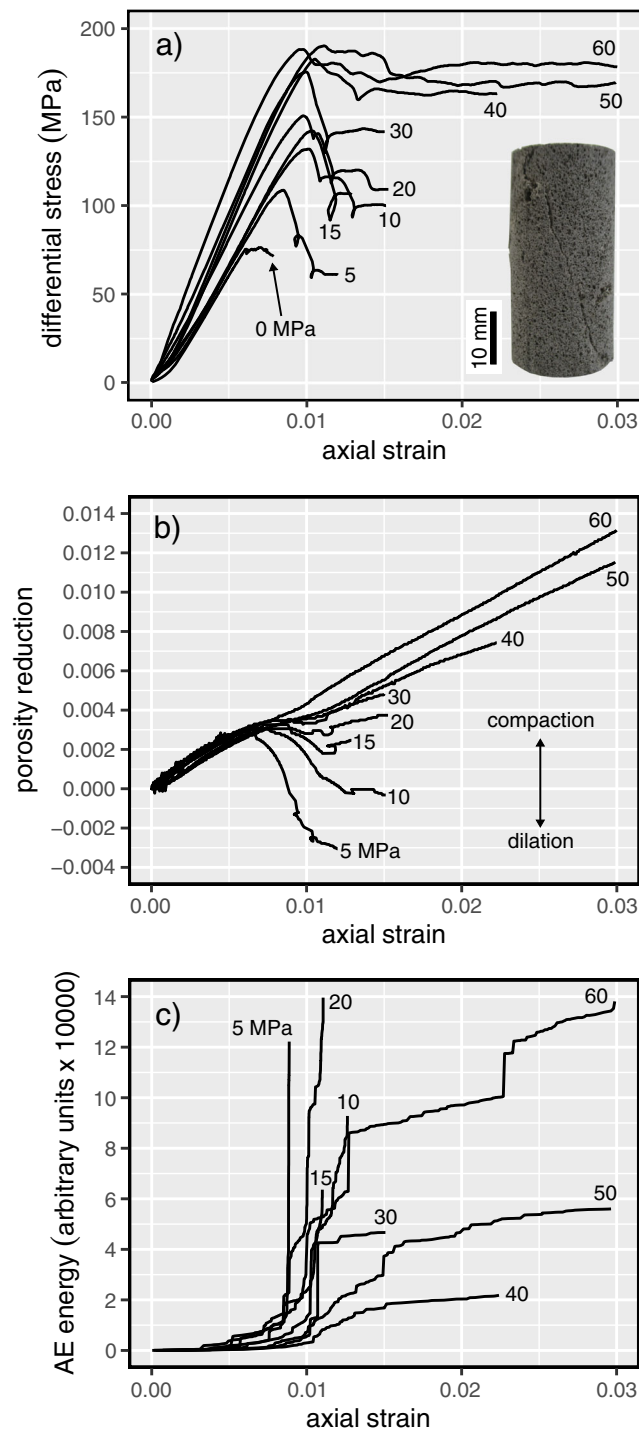 a)
differential stress (MPa)
200
150
100
50
0
60
50
40
30
20
10
15
5
0 MPa
10 mm
0.00 0.01 0.02 0.03
axial strain
b)
porosity reduction
0.014
0.012
0.010
0.008
0.006
0.004
0.002
0.000
−0.002
−0.004
60
50
40
30
20
15
10
5 MPa
compaction
dilation
0.00 0.01 0.02 0.03
axial strain
c)
AE energy (arbitrary units x 10000)
14
12
10
8
6
4
2
0
5 MPa
20
60
10
15
30
50
40
0.00 0.01 0.02 0.03
axial strain